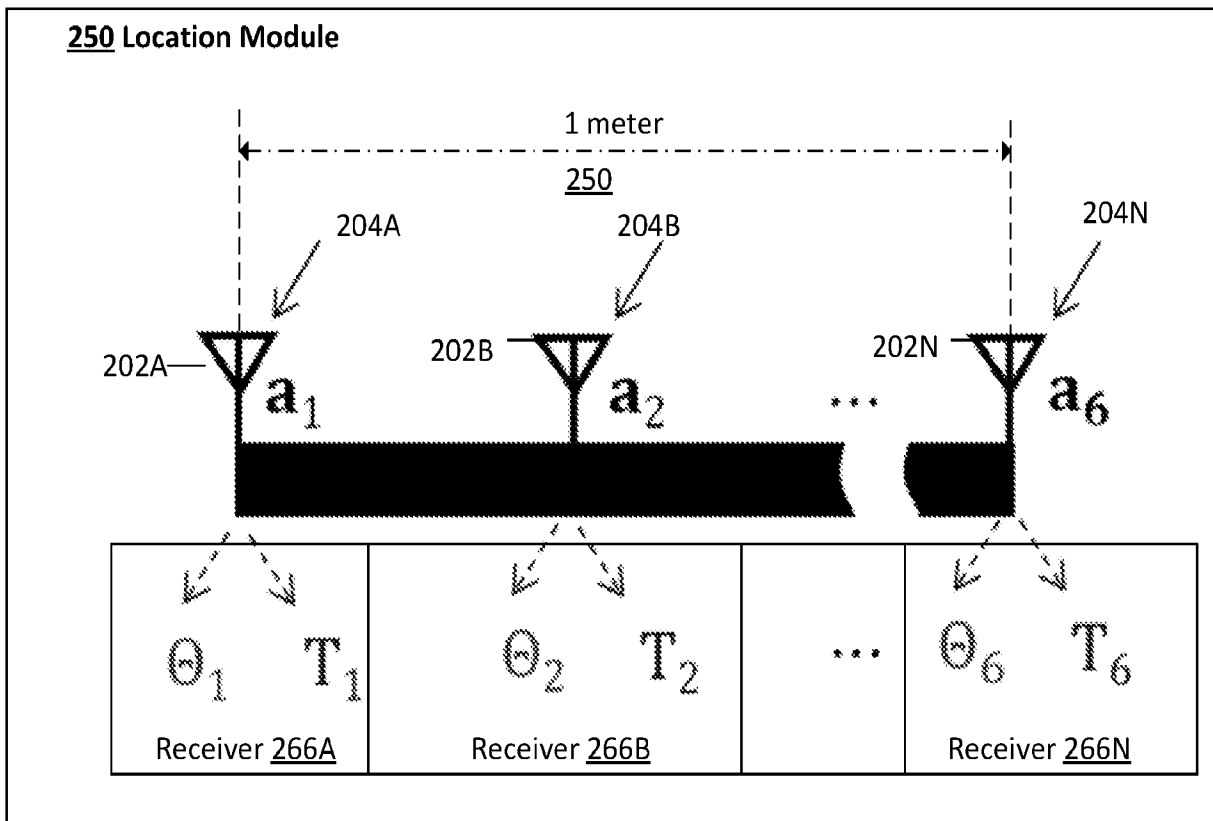 250 Location Module
1 meter
250
204A
204B
204N
202A
202B
202N
a1
a2
...
a6
Θ1 T1
Θ2 T2
...
Θ6 T6
Receiver 266A
Receiver 266B
Receiver 266N